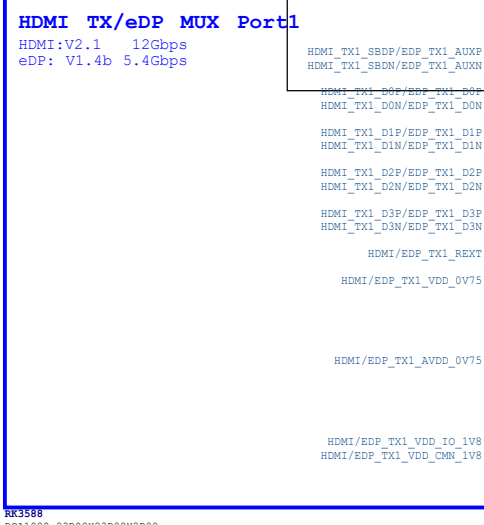 HDMI TX/eDP MUX Port1
HDMI:V2.1 12Gbps
eDP: V1.4b 5.4Gbps
HDMI_TX1_SBDP/EDP_TX1_AUXP
HDMI_TX1_SBDN/EDP_TX1_AUXN
HDMI_TX1_D0P/EDP_TX1_D0P
HDMI_TX1_D0N/EDP_TX1_D0N
HDMI_TX1_D1P/EDP_TX1_D1P
HDMI_TX1_D1N/EDP_TX1_D1N
HDMI_TX1_D2P/EDP_TX1_D2P
HDMI_TX1_D2N/EDP_TX1_D2N
HDMI_TX1_D3P/EDP_TX1_D3P
HDMI_TX1_D3N/EDP_TX1_D3N
HDMI/EDP_TX1_REXT
HDMI/EDP_TX1_VDD_0V75
HDMI/EDP_TX1_AVDD_0V75
HDMI/EDP_TX1_VDD_IO_1V8
HDMI/EDP_TX1_VDD_CMN_1V8
RK3588